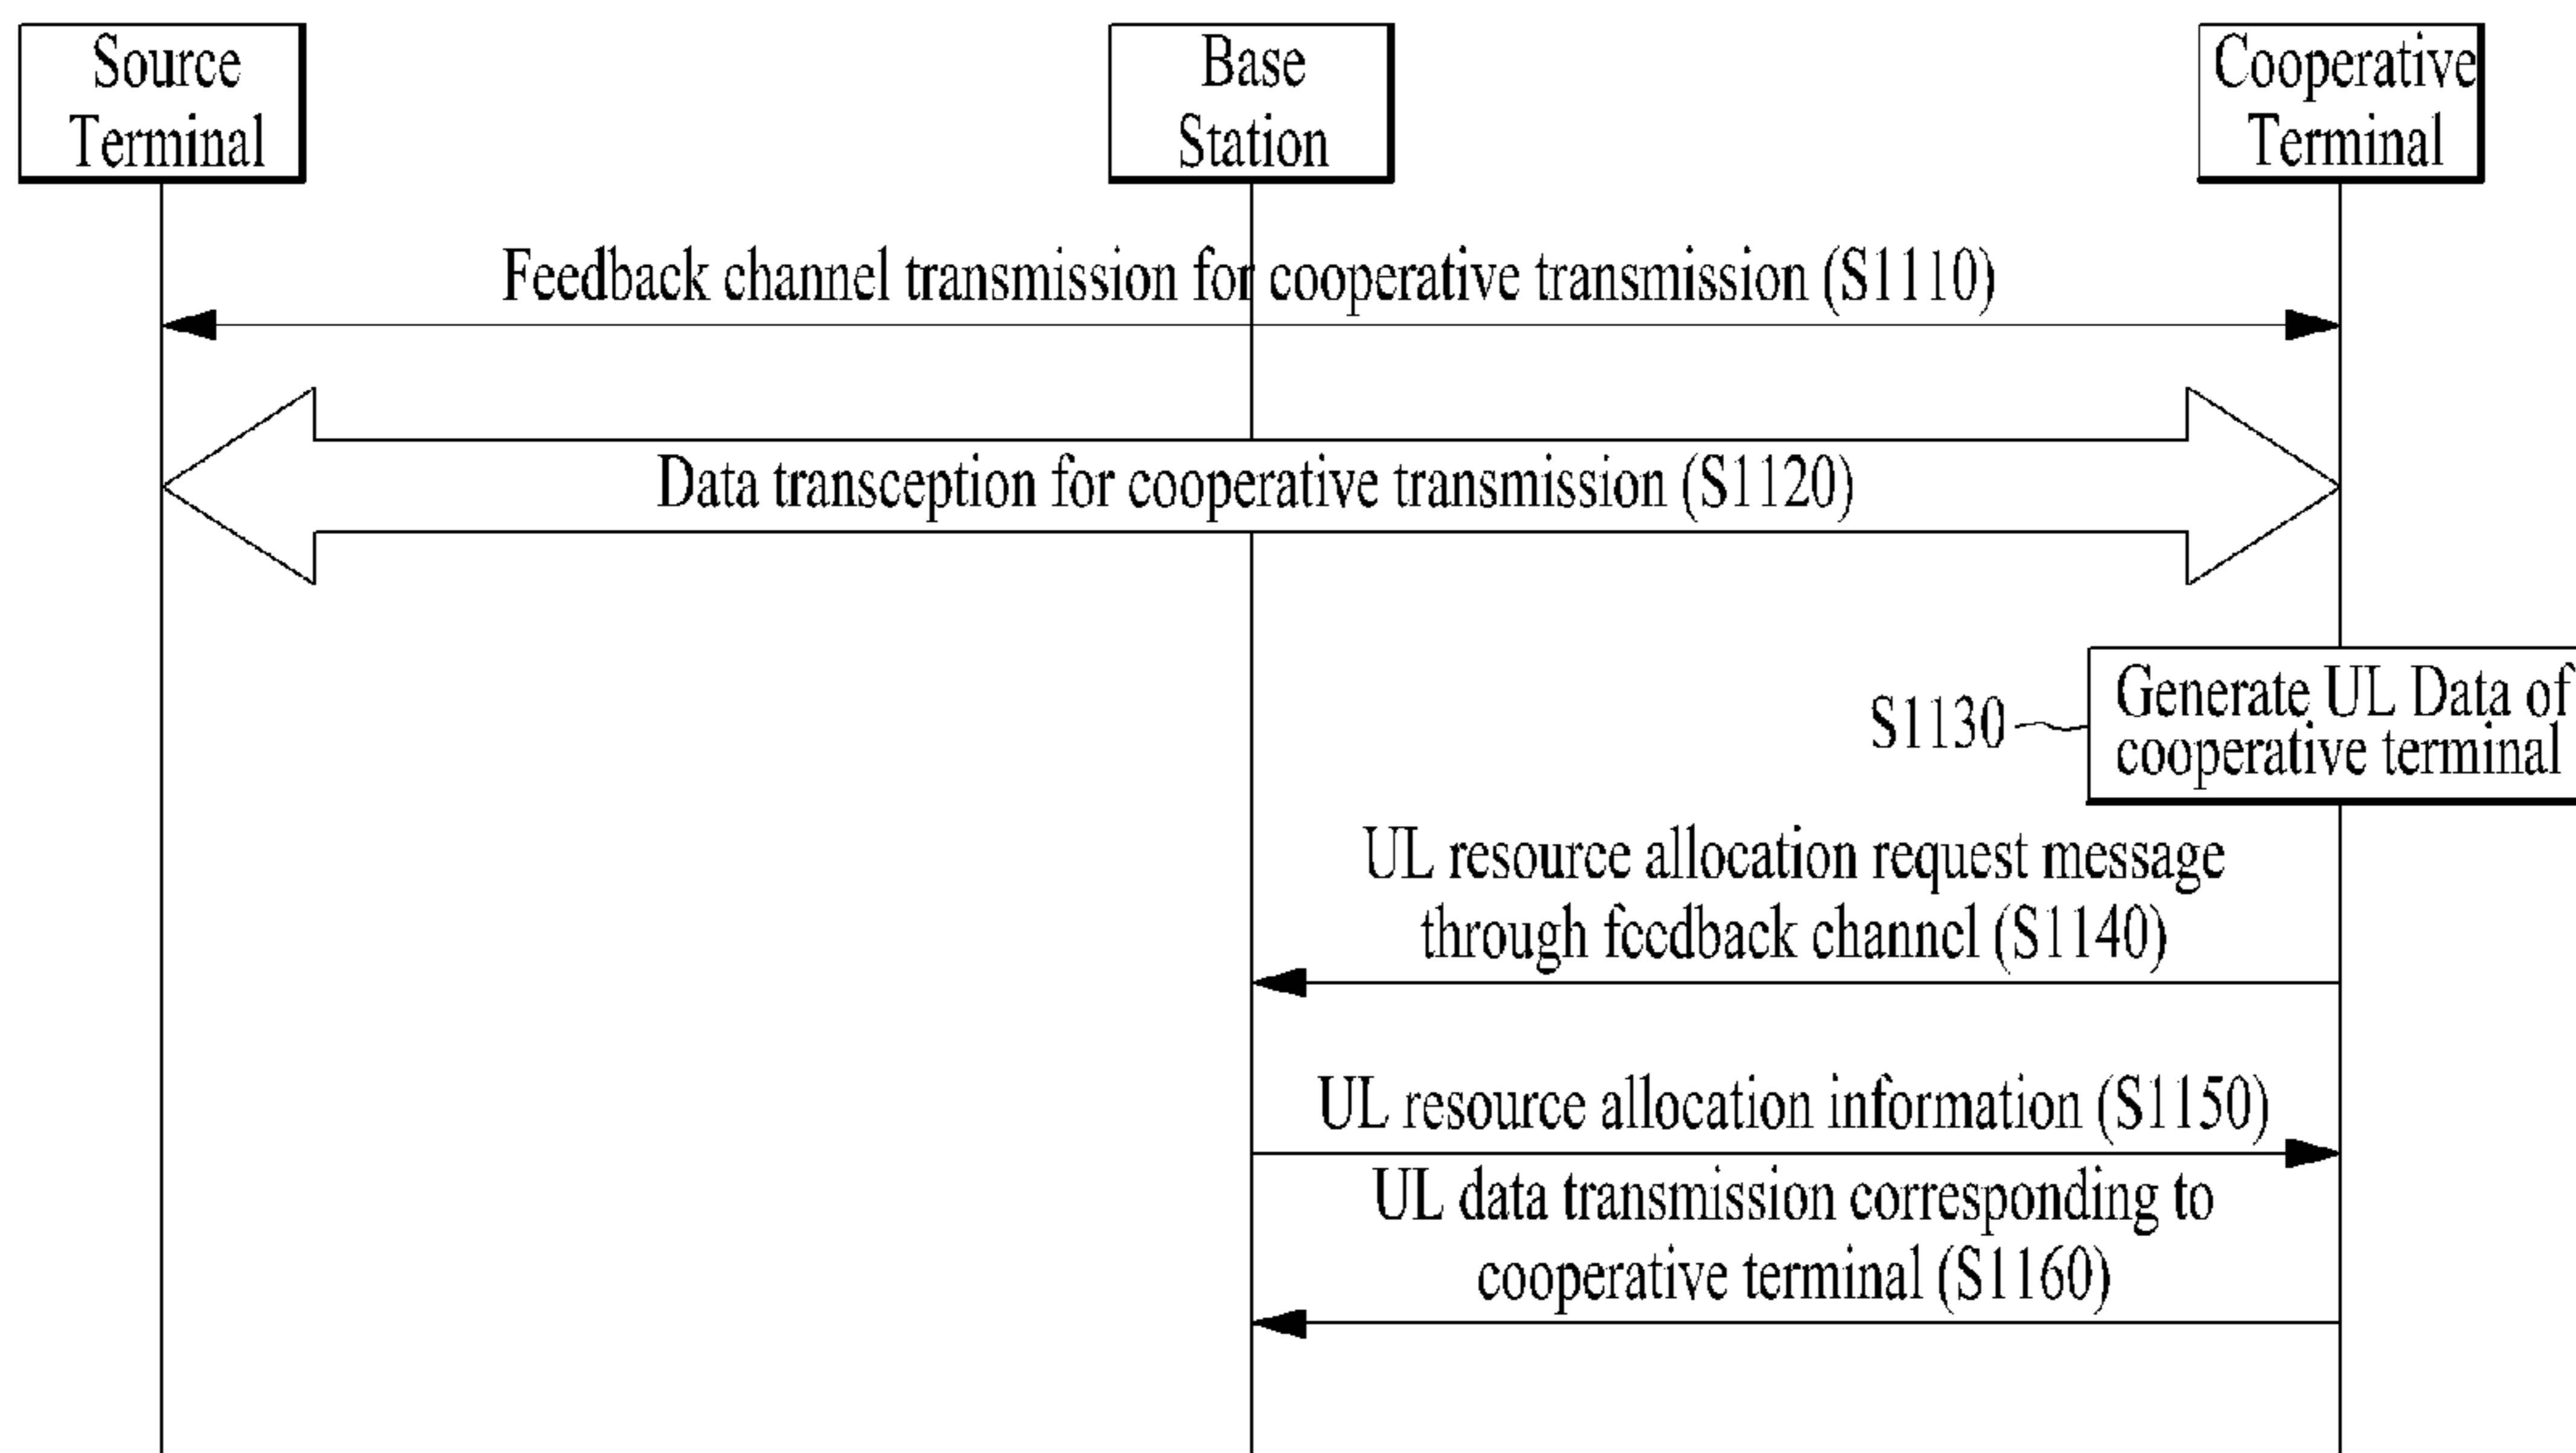 Source
Terminal
Base
Station
Cooperative
Terminal
Feedback channel transmission for cooperative transmission (S1110)
Data transception for cooperative transmission (S1120)
S1130
Generate UL Data of
cooperative terminal
UL resource allocation request message
through feedback channel (S1140)
UL resource allocation information (S1150)
UL data transmission corresponding to
cooperative terminal (S1160)